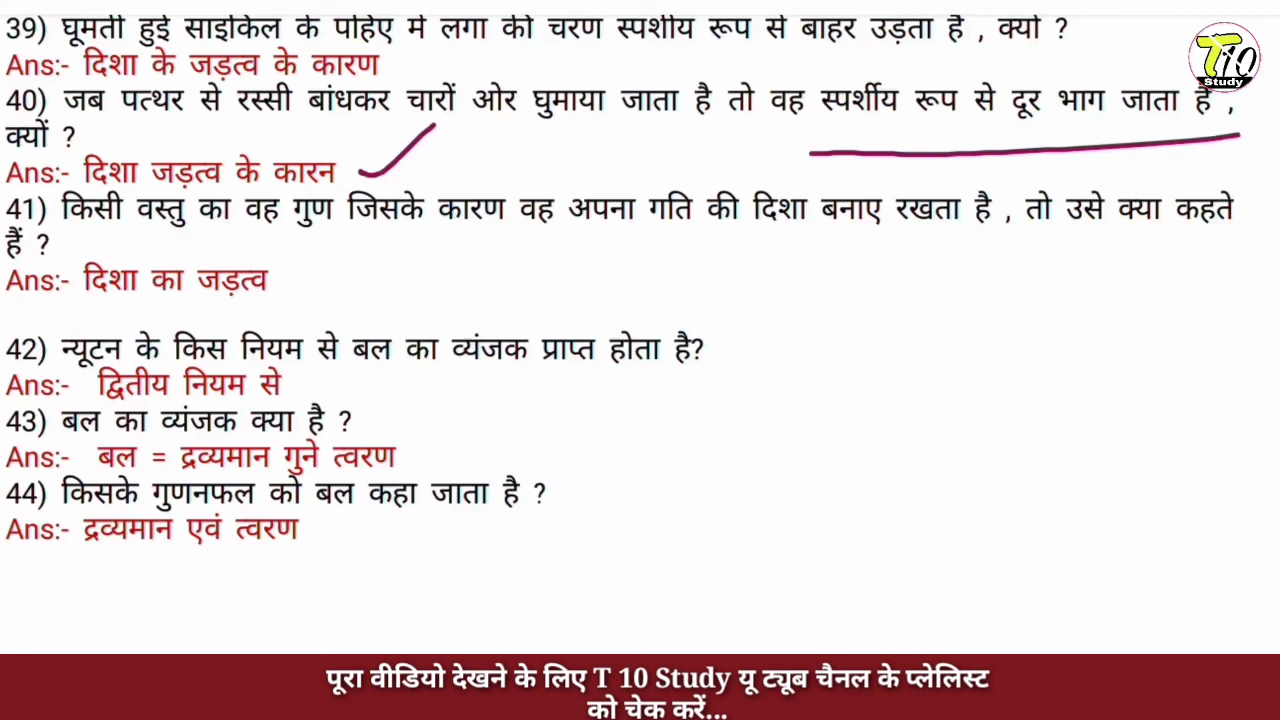 39) घूमती हुई साइकिल के पहिए में लगा की चरण स्पर्शीय रूप से बाहर उड़ता है , क्यों ?
Ans:- दिशा के जड़त्व के कारण
40) जब पत्थर से रस्सी बांधकर चारों ओर घुमाया जाता है तो वह स्पर्शीय रूप से दूर भाग जाता है ,
क्यों ?
Ans:- दिशा जड़त्व के कारन
41) किसी वस्तु का वह गुण जिसके कारण वह अपना गति की दिशा बनाए रखता है , तो उसे क्या कहते
हैं ?
Ans:- दिशा का जड़त्व
42) न्यूटन के किस नियम से बल का व्यंजक प्राप्त होता है?
Ans:- द्वितीय नियम से
43) बल का व्यंजक क्या है ?
Ans:- बल = द्रव्यमान गुने त्वरण
44) किसके गुणनफल को बल कहा जाता है ?
Ans:- द्रव्यमान एवं त्वरण
T10
Study
पूरा वीडियो देखने के लिए T 10 Study यू ट्यूब चैनल के प्लेलिस्ट
को चेक करें...